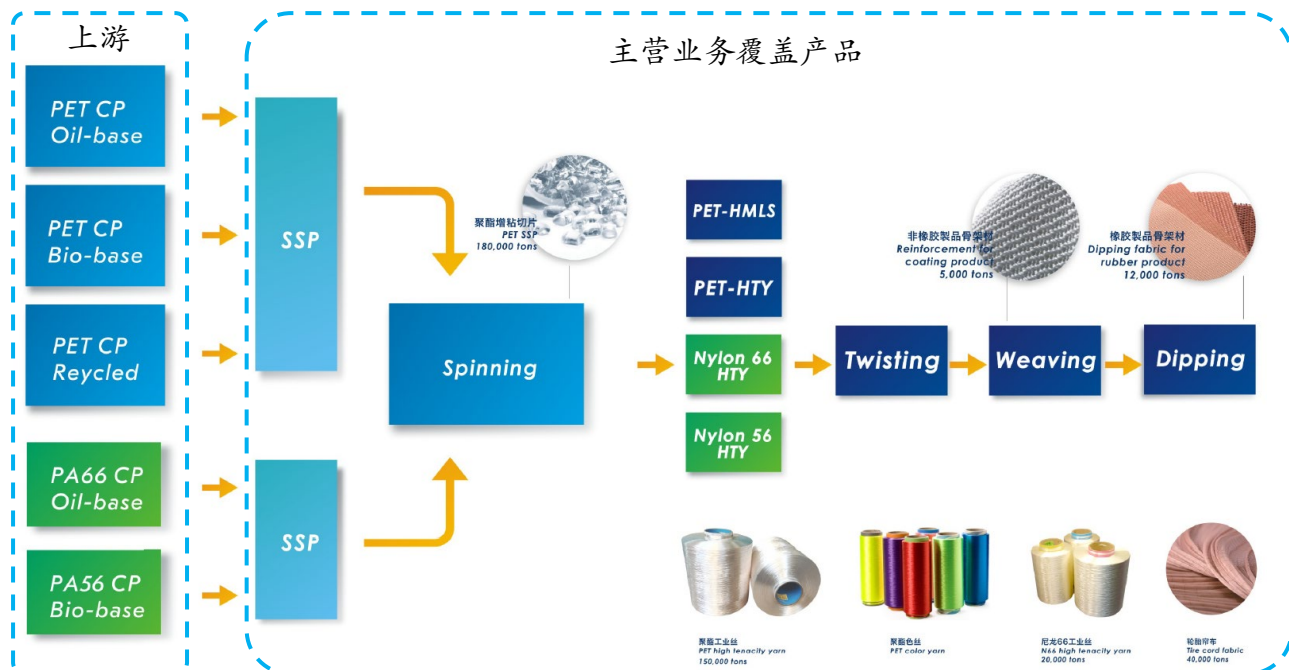 上游
主营业务覆盖产品
PET CP
Oil-base
PET CP
Bio-base
PET CP
Reycled
PA66 CP
Oil-base
PA56 CP
Bio-base
SSP
SSP
聚酯增粘切片
PET SSP
180,000 tons
Spinning
PET-HMLS
PET-HTY
Nylon 66
HTY
Nylon 56
HTY
Twisting
Weaving
Dipping
非橡胶製品骨架材
Reinforcement for
coating product
5,000 tons
橡胶製品骨架材
Dipping fabric for
rubber product
12,000 tons
聚酯工业丝
PET high tenacity yarn
150,000 tons
聚酯色丝
PET color yarn
尼龙66工业丝
N66 high tenacity yarn
20,000 tons
轮胎帘布
Tire cord fabric
40,000 tons